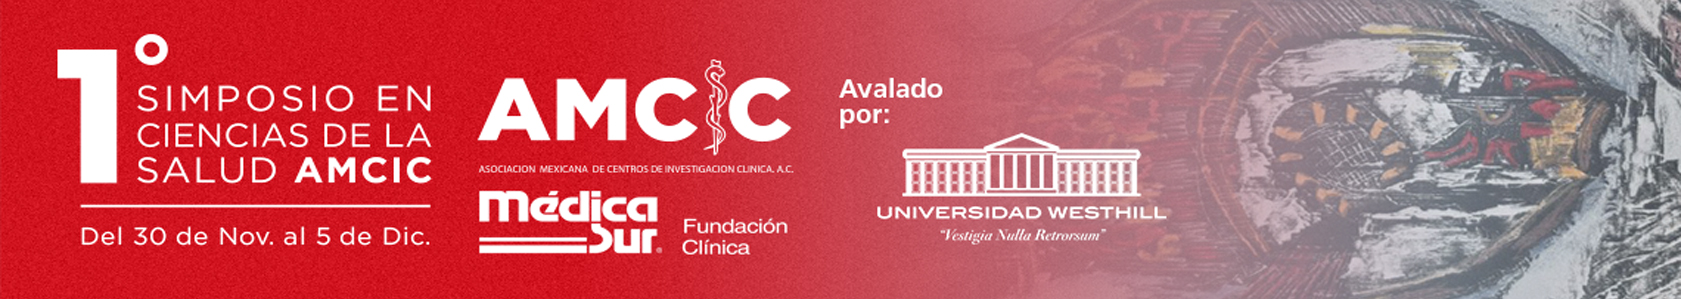 1°
SIMPOSIO EN
CIENCIAS DE LA
SALUD AMCIC
Del 30 de Nov. al 5 de Dic.
AMCIC
ASOCIACION MEXICANA DE CENTROS DE INVESTIGACION CLINICA. A.C.
médica
sur®
Fundación
Clínica
Avalado
por:
UNIVERSIDAD WESTHILL
"Vestigia Nulla Retrorsum"